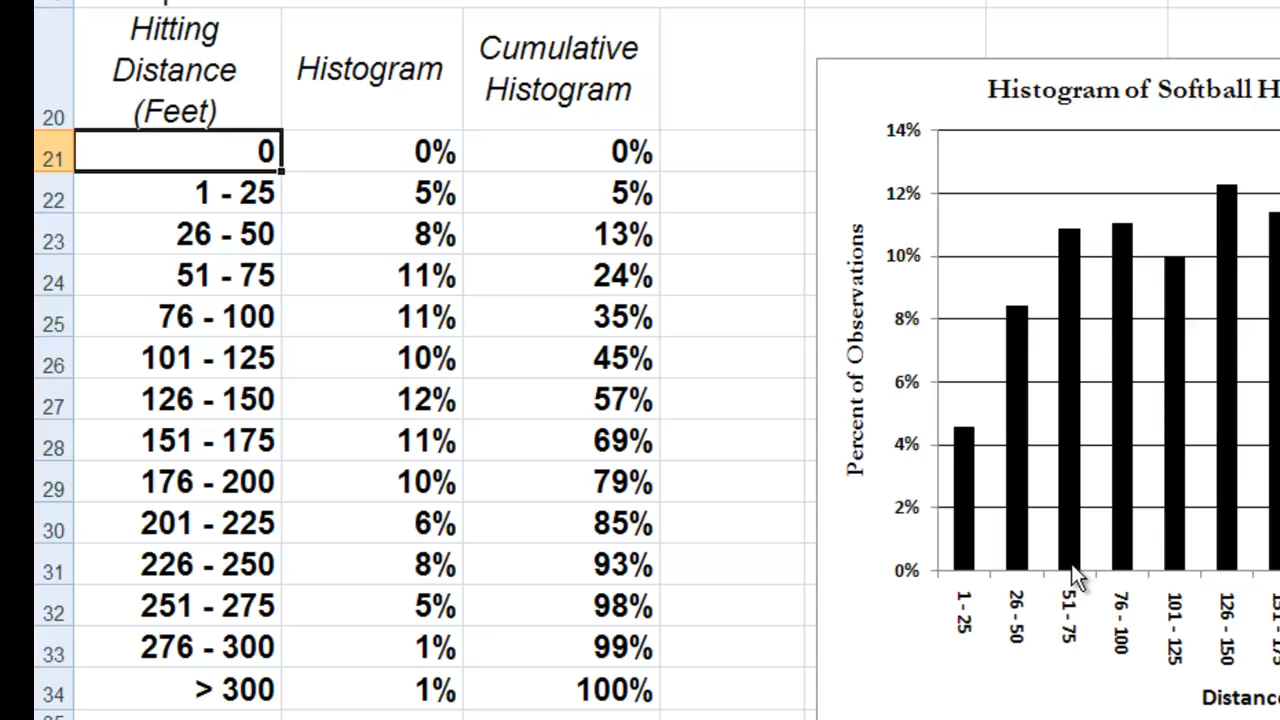 Hitting
Distance
(Feet)
Histogram
Cumulative
Histogram
20
21 0 0% 0%
22 1 - 25 5% 5%
23 26 - 50 8% 13%
24 51 - 75 11% 24%
25 76 - 100 11% 35%
26 101 - 125 10% 45%
27 126 - 150 12% 57%
28 151 - 175 11% 69%
29 176 - 200 10% 79%
30 201 - 225 6% 85%
31 226 - 250 8% 93%
32 251 - 275 5% 98%
33 276 - 300 1% 99%
34 > 300 1% 100%
Histogram of Softball H
Percent of Observations
14%
12%
10%
8%
6%
4%
2%
0%
1 - 25
26 - 50
51 - 75
76 - 100
101 - 125
126 - 150
Distance